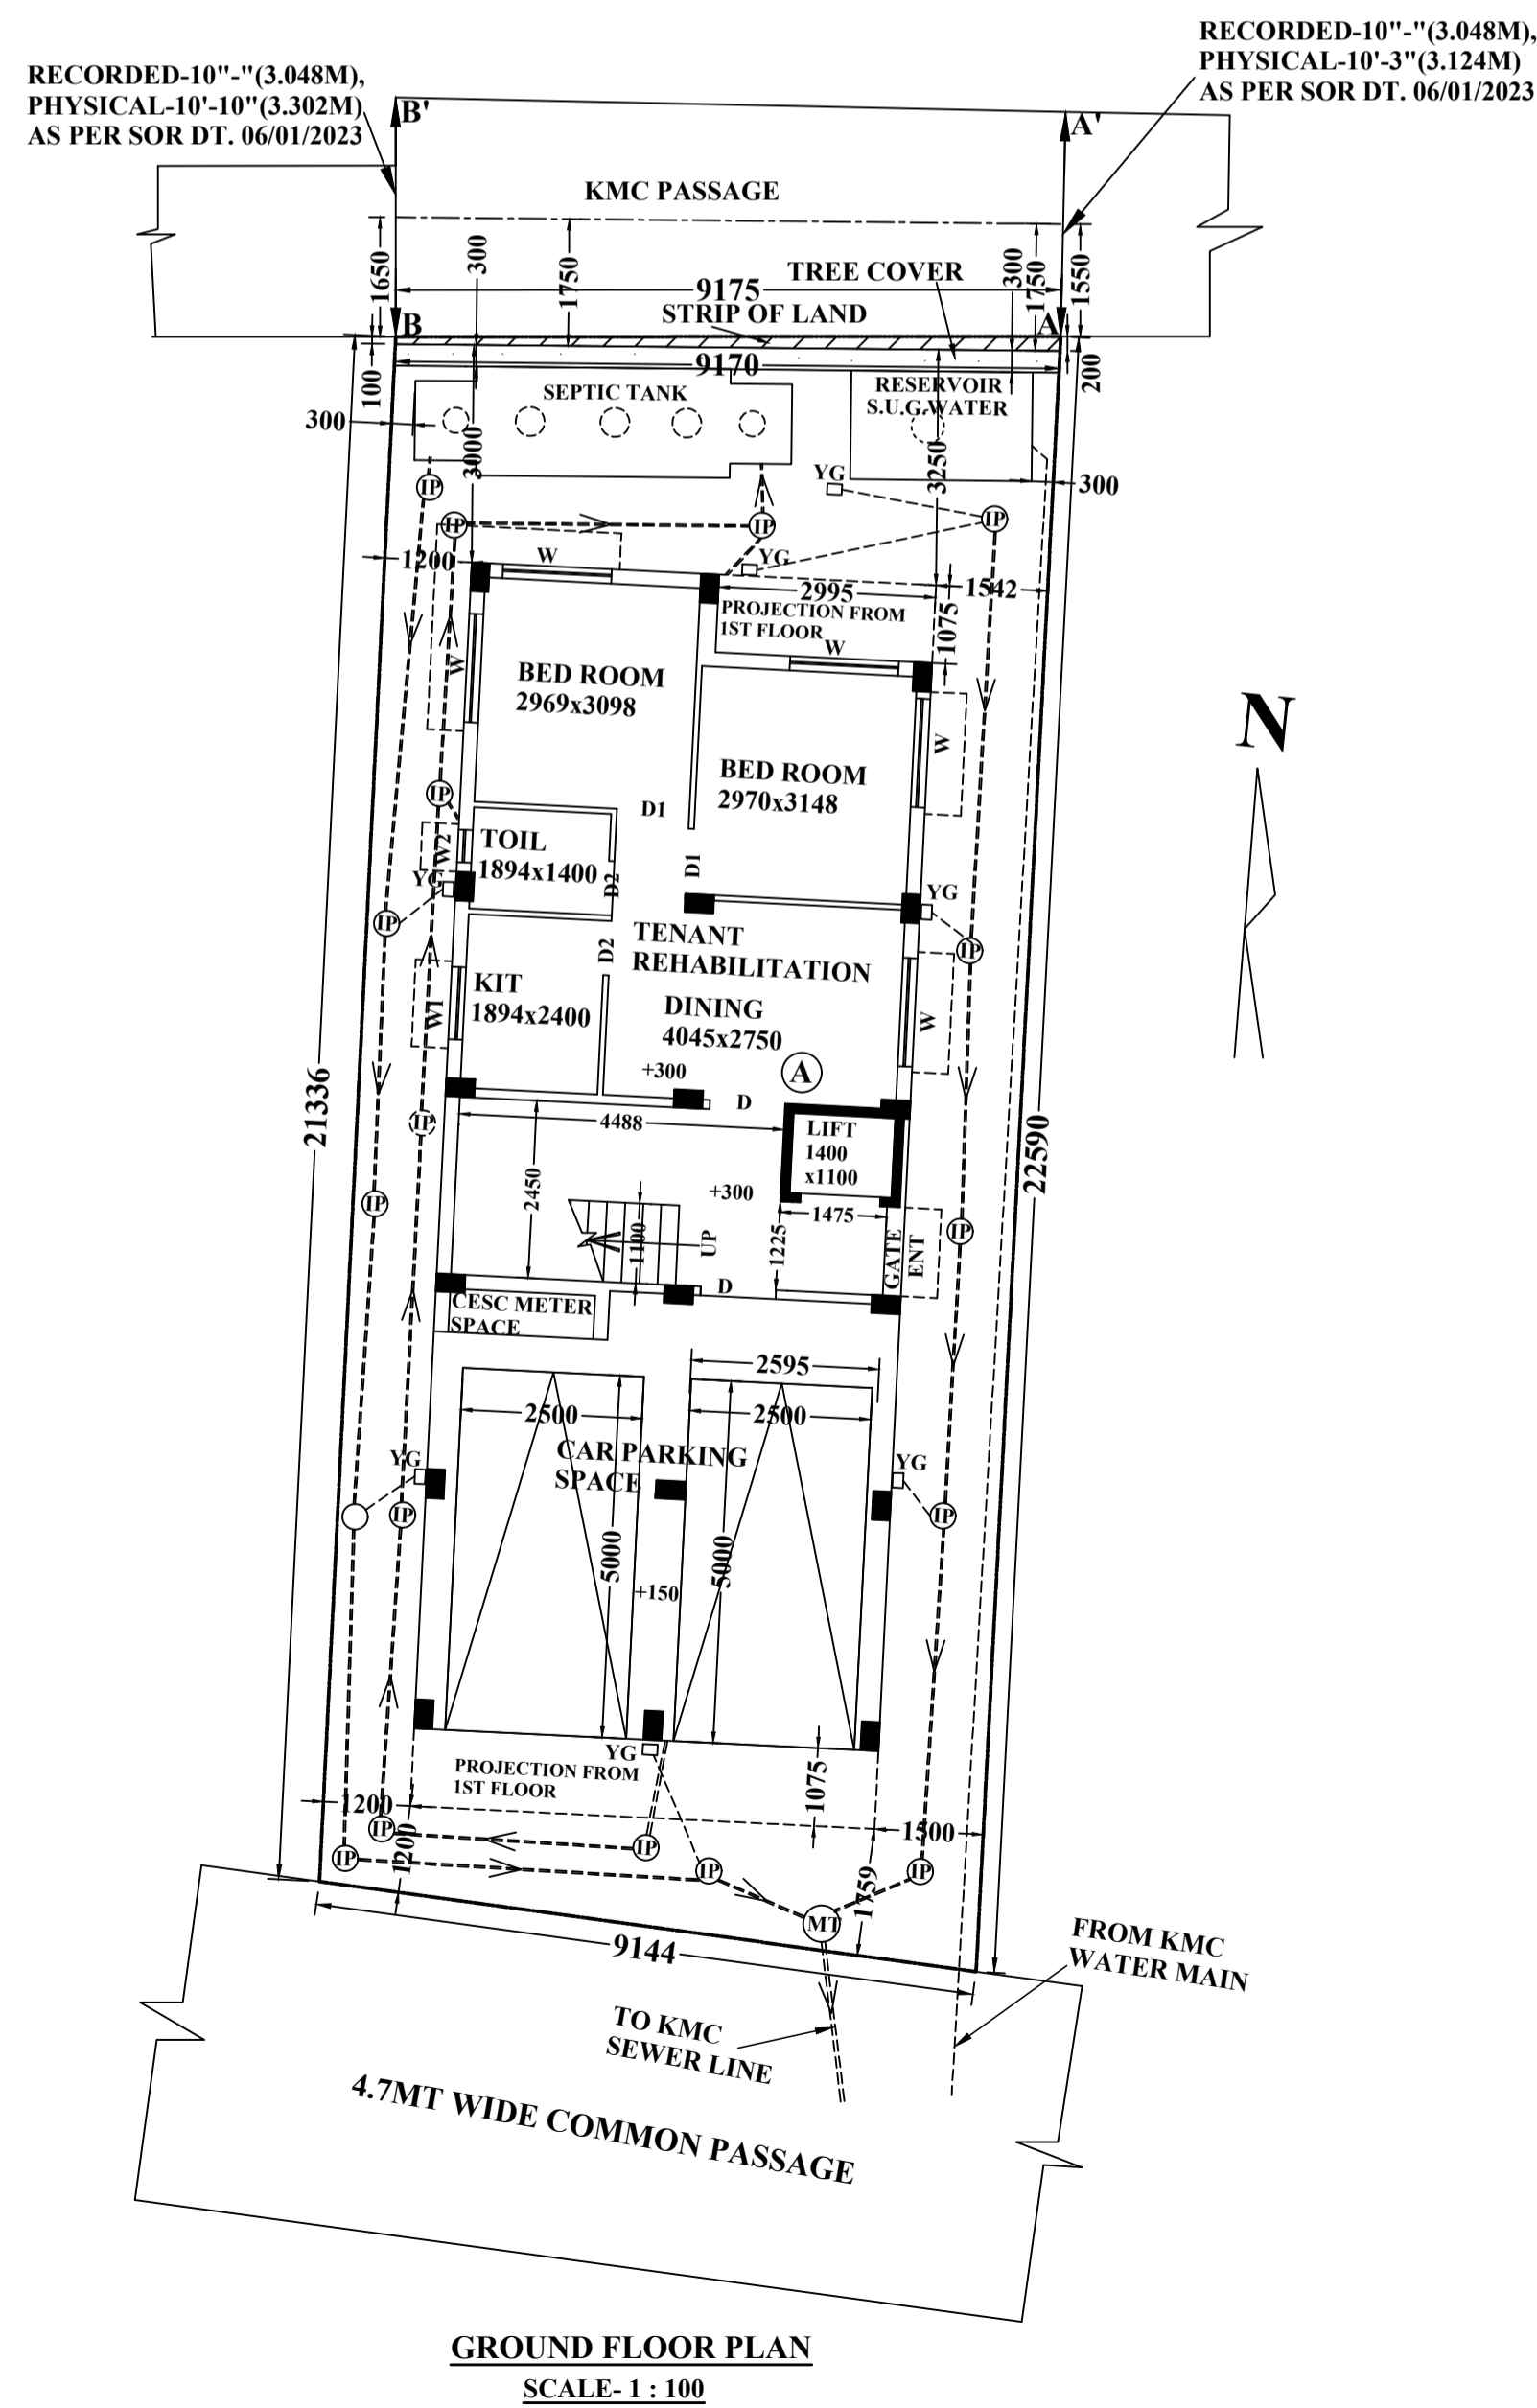 RECORDED-10"-"(3.048M),
PHYSICAL-10'-3"(3.124M)
AS PER SOR DT. 06/01/2023
RECORDED-10"-"(3.048M),
PHYSICAL-10'-10"(3.302M)
AS PER SOR DT. 06/01/2023
B'
A'
KMC PASSAGE
1650
300
1750
TREE COVER
300
1750
1550
9175
STRIP OF LAND
B
A
9170
100
200
SEPTIC TANK
RESERVOIR
S.U.G.WATER
300
3000
3250
YG
300
IP
IP
IP
IP
W
YG
1200
2995
1542
PROJECTION FROM
1ST FLOOR
1075
W
W
BED ROOM
2969x3098
W
BED ROOM
2970x3148
N
IP
D1
TOIL
1894x1400
W2
D1
D2
YG
YG
IP
IP
TENANT
REHABILITATION
D2
KIT
1894x2400
W1
DINING
4045x2750
W
+300
A
D
21336
22590
IP
4488
LIFT
1400
x1100
2450
+300
IP
1475
IP
1100
UP
1225
GATE
ENT
D
CESC METER
SPACE
2595
2500
2500
CAR PARKING
SPACE
YG
YG
IP
IP
5000
5000
+150
YG
PROJECTION FROM
1ST FLOOR
1075
1200
1500
IP
IP
1200
IP
IP
IP
1759
MT
9144
FROM KMC
WATER MAIN
TO KMC
SEWER LINE
4.7MT WIDE COMMON PASSAGE
GROUND FLOOR PLAN
SCALE- 1 : 100